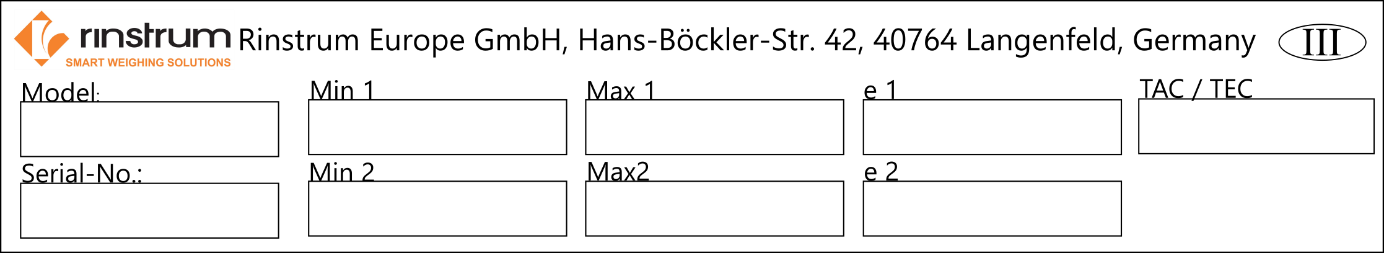 rinstrum Rinstrum Europe GmbH, Hans-Böckler-Str. 42, 40764 Langenfeld, Germany III
SMART WEIGHING SOLUTIONS
Model: Min 1 Max 1 e 1 TAC / TEC
Serial-No.: Min 2 Max2 e 2